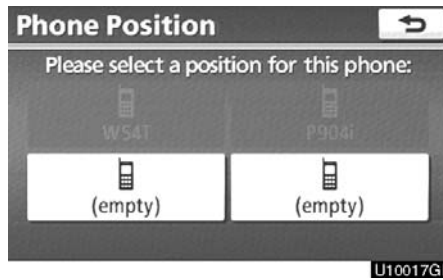 Phone Position
Please select a position for this phone:
W54T P904i
(empty) (empty)
U10017G